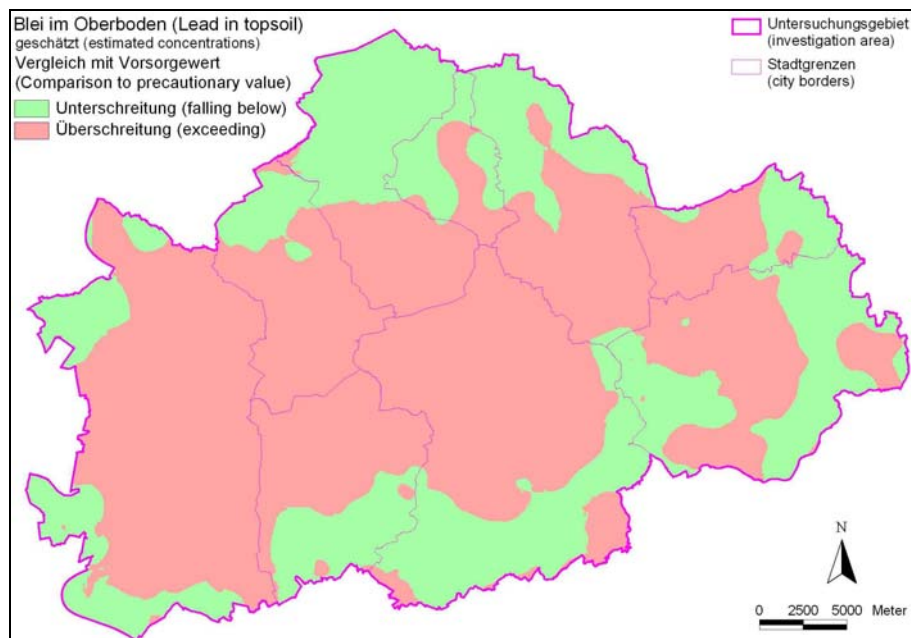 Blei im Oberboden (Lead in topsoil)
geschätzt (estimated concentrations)
Vergleich mit Vorsorgewert
(Comparison to precautionary value)
Unterschreitung (falling below)
Überschreitung (exceeding)
Untersuchungsgebiet
(investigation area)
Stadtgrenzen
(city borders)
N
0 2500 5000 Meter